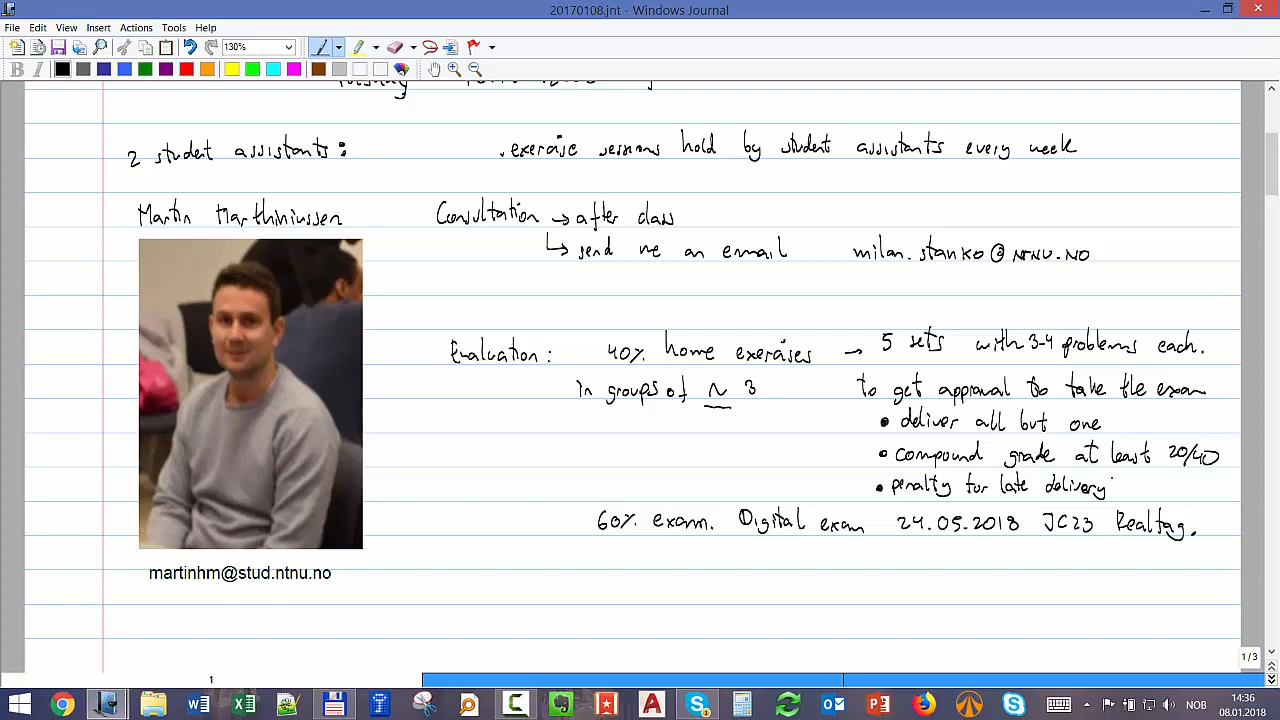 20170108.jnt - Windows Journal
File Edit View Insert Actions Tools Help
130%
B I
2 student assistants:
exercise sessions hold by student assistants every week
Martin Marthiniussen
Consultation → after class
↳ send me an email milan.stanko@NTNU.NO
Evaluation: 40% home exercises → 5 sets with 3-4 problems each.
In groups of ~ 3
to get approval to take the exam
• deliver all but one
• compound grade at least 20/40
• penalty for late delivery
60% exam. Digital exam 24.05.2018 JC23 Realtag.
martinhm@stud.ntnu.no
1/3
1
14:36
NOB
08.01.2018